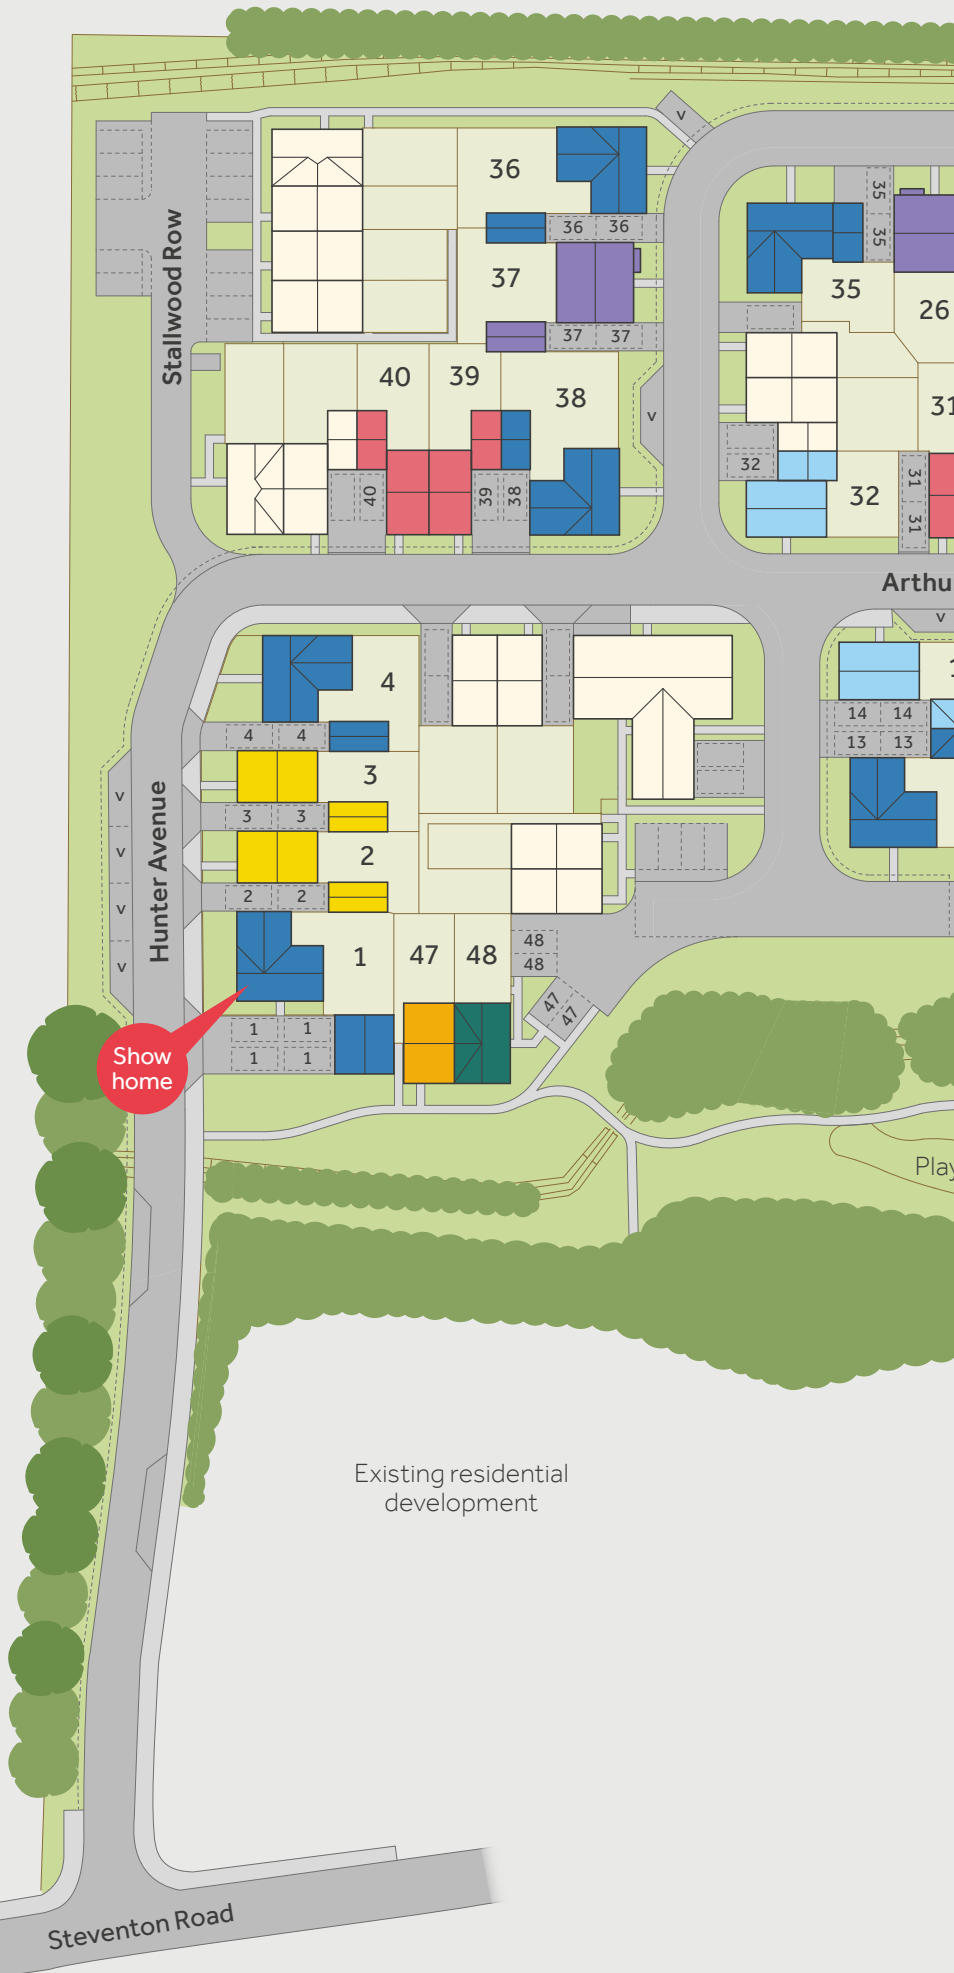 v
36
36 36
35
35
Stallwood Row
37
35
26
37 37
40
39
38
31
v
32
32
31
31
40
39
38
Arthu
v
4
4 4
14 14
13 13
3
v
3 3
2
v
2 2
Hunter Avenue
v
1
47
48
48
48
v
47
47
1 1
1 1
Show
home
Play
Existing residential
development
Steventon Road